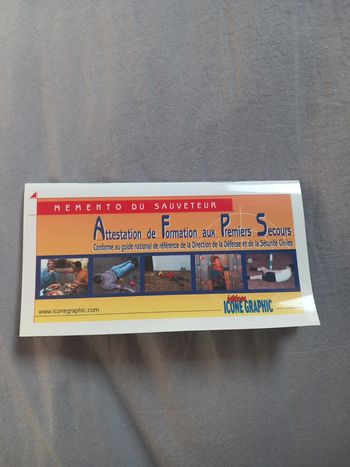 MEMENTO DU SAUVETEUR
Attestation de Formation aux Premiers Secours
Conforme au guide national de référence de la Direction de la Défense et de la Sécurité Civiles
www.iconegraphic.com
Editions
ICONE GRAPHIC